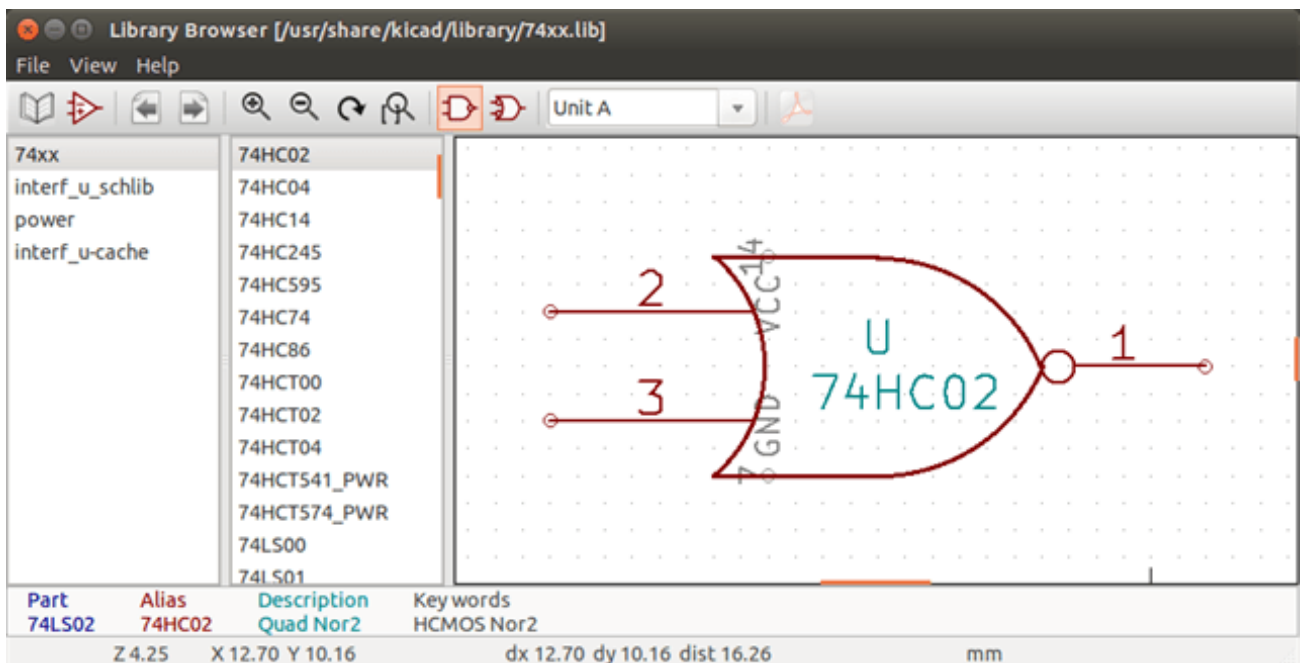 Library Browser [/usr/share/kicad/library/74xx.lib]
File View Help
Unit A
74xx
interf_u_schlib
power
interf_u-cache
74HC02
74HC04
74HC14
74HC245
74HC595
74HC74
74HC86
74HCT00
74HCT02
74HCT04
74HCT541_PWR
74HCT574_PWR
74LS00
74LS01
14
VCC
2
3
U
74HC02
1
GND
7
Part Alias Description Key words
74LS02 74HC02 Quad Nor2 HCMOS Nor2
Z 4.25 X 12.70 Y 10.16 dx 12.70 dy 10.16 dist 16.26 mm